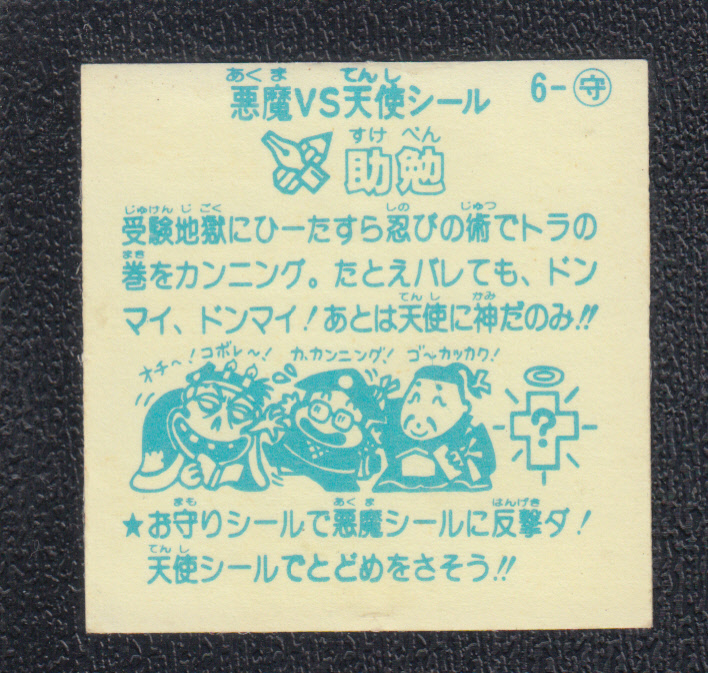 あくま てんし
悪魔VS天使シール 6-� 守
すけ べん
助勉
じゅけん じ ごく しの じゅつ
受験地獄にひーたすら忍びの術でトラの
まき
巻をカンニング。たとえバレても、ドン
てんし かみ
マイ、ドンマイ!あとは天使に神だのみ!!
オチヘ!コボレ〜! カ、カンニング! ゴ〜カッカク!
?
まも あくま はんげき
★お守りシールで悪魔シールに反撃ダ!
てんし
天使シールでとどめをさそう!!